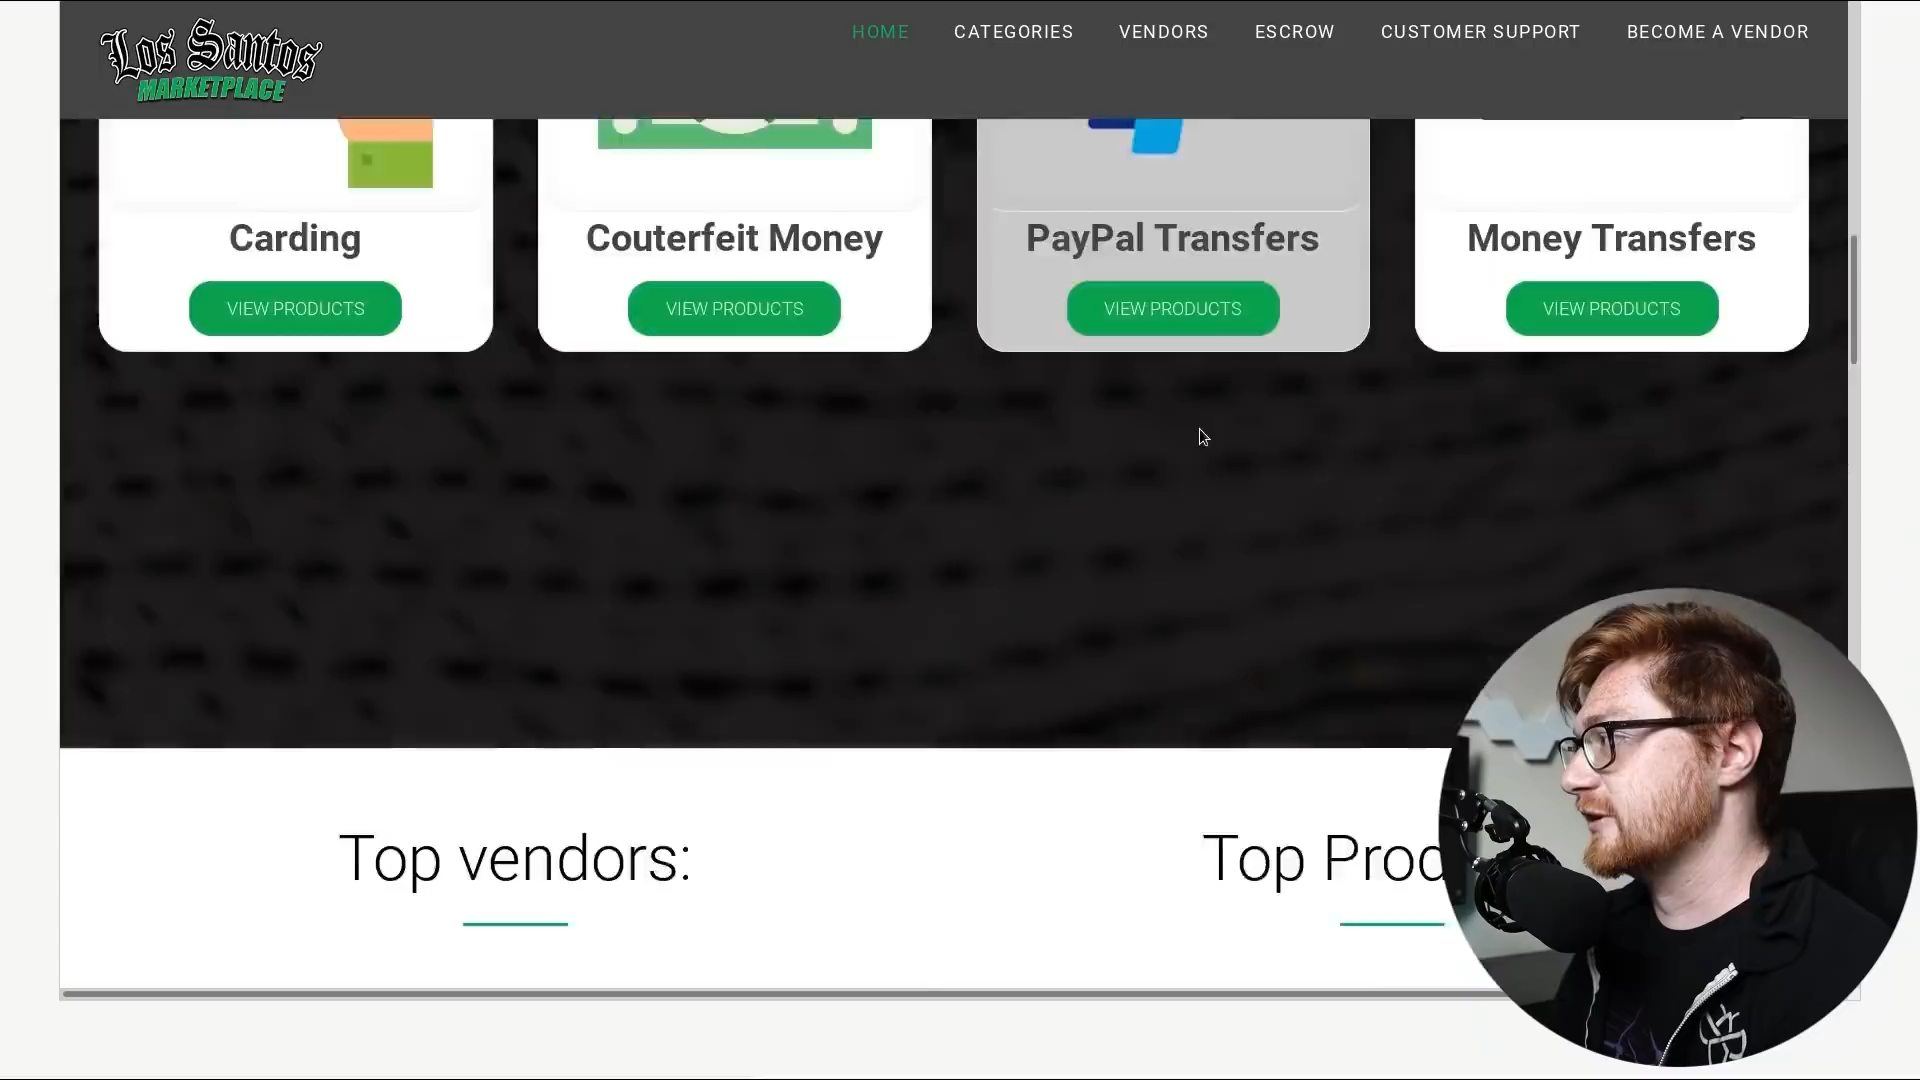 Los Santos
MARKETPLACE
HOME CATEGORIES VENDORS ESCROW CUSTOMER SUPPORT BECOME A VENDOR
Carding Couterfeit Money PayPal Transfers Money Transfers
VIEW PRODUCTS VIEW PRODUCTS VIEW PRODUCTS VIEW PRODUCTS
Top vendors: Top Prod